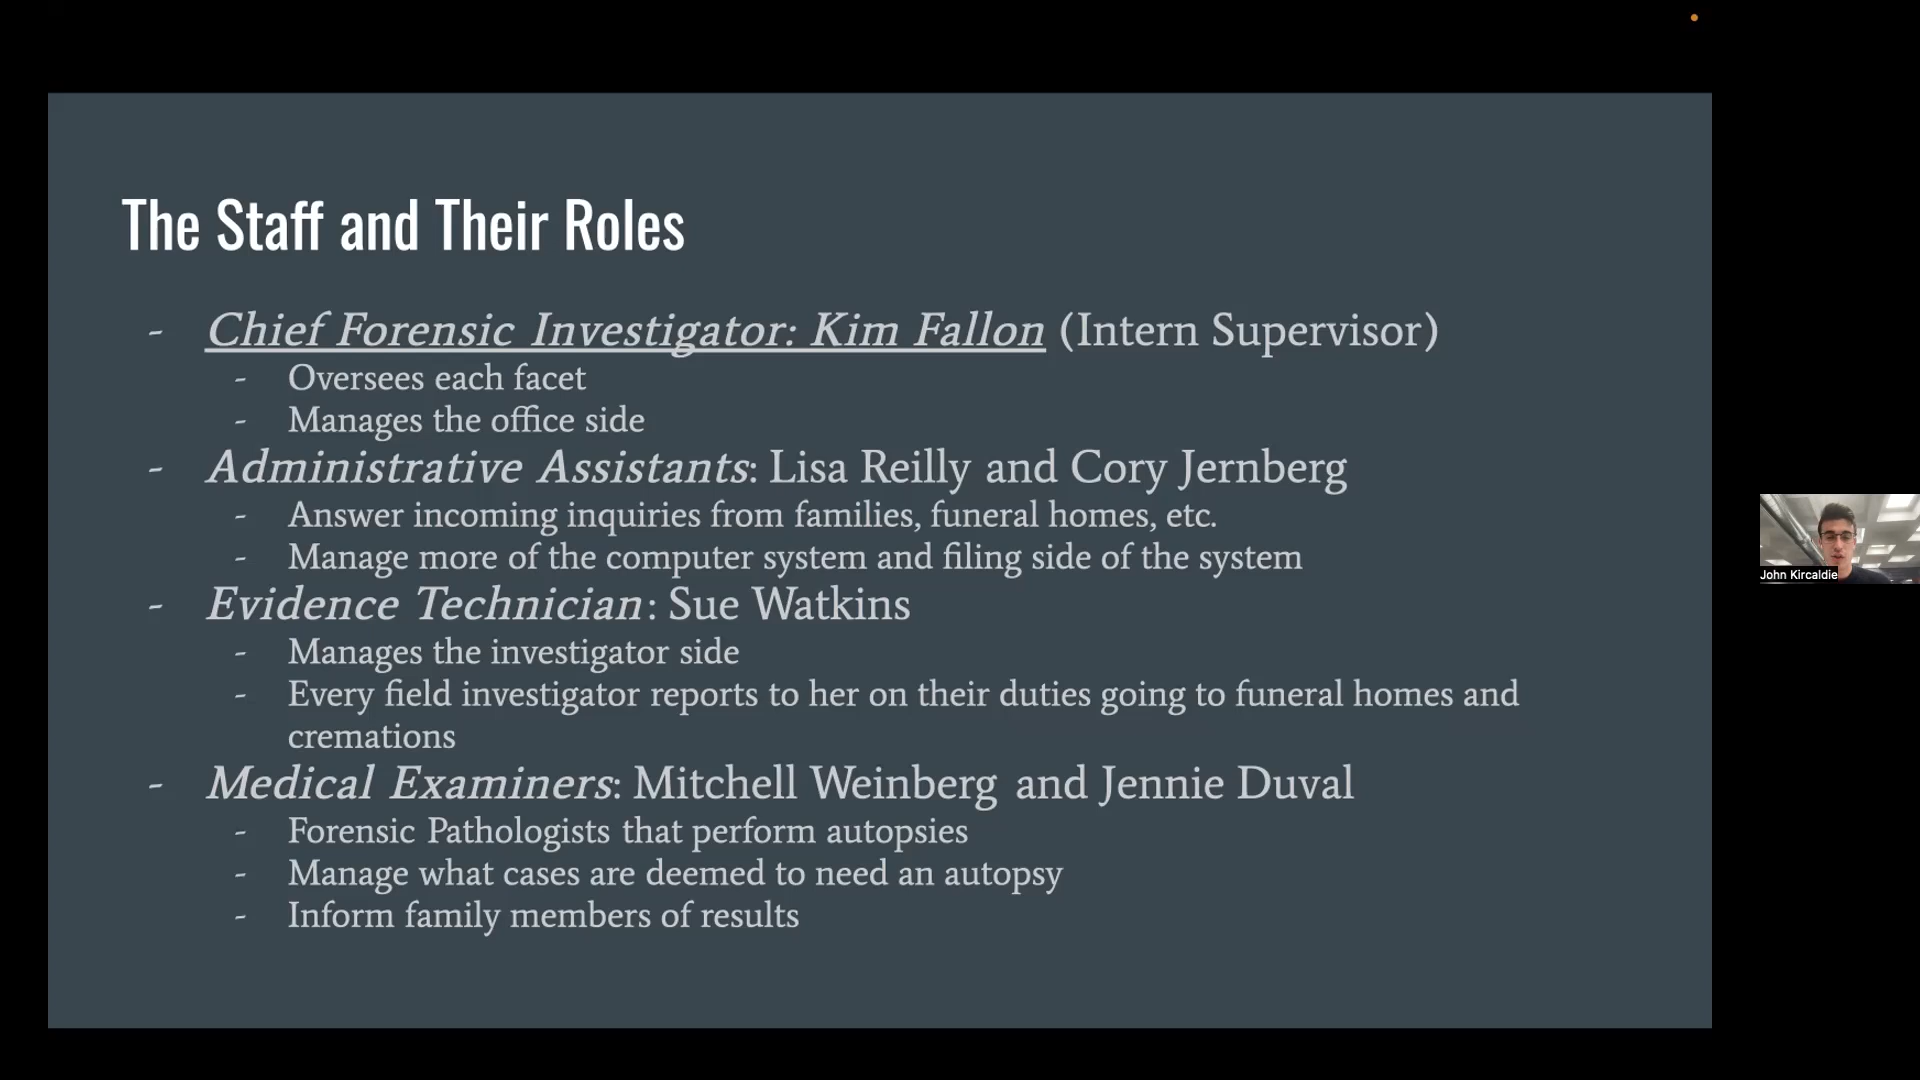 The Staff and Their Roles
- Chief Forensic Investigator: Kim Fallon (Intern Supervisor)
- Oversees each facet
- Manages the office side
- Administrative Assistants: Lisa Reilly and Cory Jernberg
- Answer incoming inquiries from families, funeral homes, etc.
- Manage more of the computer system and filing side of the system
- Evidence Technician: Sue Watkins
- Manages the investigator side
- Every field investigator reports to her on their duties going to funeral homes and
cremations
- Medical Examiners: Mitchell Weinberg and Jennie Duval
- Forensic Pathologists that perform autopsies
- Manage what cases are deemed to need an autopsy
- Inform family members of results
John Kircaldie